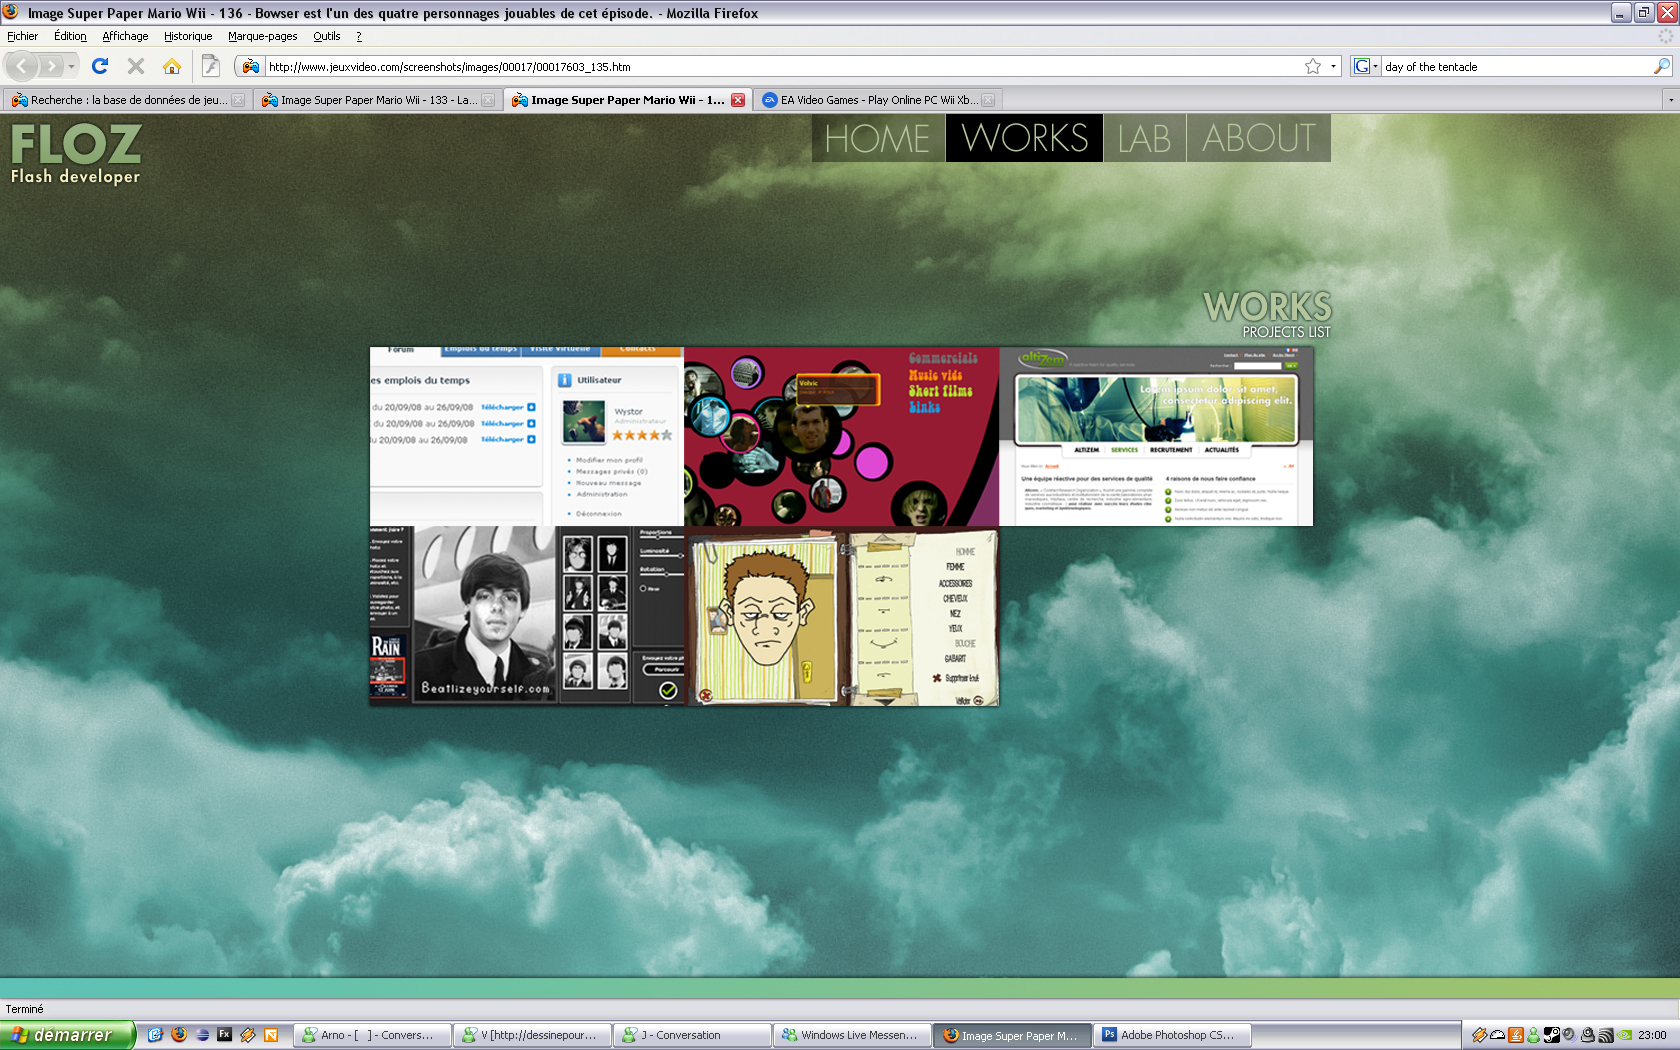 Image Super Paper Mario Wii - 136 - Bowser est l'un des quatre personnages jouables de cet épisode. - Mozilla Firefox
Fichier Édition Affichage Historique Marque-pages Outils ?
http://www.jeuxvideo.com/screenshots/images/00017/00017603_135.htm
G day of the tentacle
Recherche : la base de données de jeu... Image Super Paper Mario Wii - 133 - La... Image Super Paper Mario Wii - 1... EA Video Games - Play Online PC Wii Xb...
FLOZ
Flash developer
HOME WORKS LAB ABOUT
WORKS
PROJECTS LIST
Forum Emplois du temps Visite virtuelle Contacts
es emplois du temps
du 20/09/08 au 26/09/08 Télécharger
du 20/09/08 au 26/09/08 Télécharger
du 20/09/08 au 26/09/08 Télécharger
Utilisateur
Wystor
Administrateur
Modifier mon profil
Messages privés (0)
Nouveau message
Administration
Déconnexion
Volvic
Commercials
Music vids
Short films
Links
altizem
Lorem ipsum dolor sit amet,
consectetur adipiscing elit.
ALTIZEM SERVICES RECRUTEMENT ACTUALITÉS
Une équipe réactive pour des services de qualité
4 raisons de nous faire confiance
RAIN
Beatlizeyourself.com
Proportions
Luminosité
Rotation
Envoyez votre ph
Parcourir
HOMME
FEMME
ACCESSOIRES
CHEVEUX
NEZ
YEUX
BOUCHE
GABARIT
Supprimer tout
Valider
Terminé
démarrer Fx Arno - [ ] - Convers... V [http://dessinepour... J - Conversation Windows Live Messen... Image Super Paper M... Ps Adobe Photoshop CS... 23:00